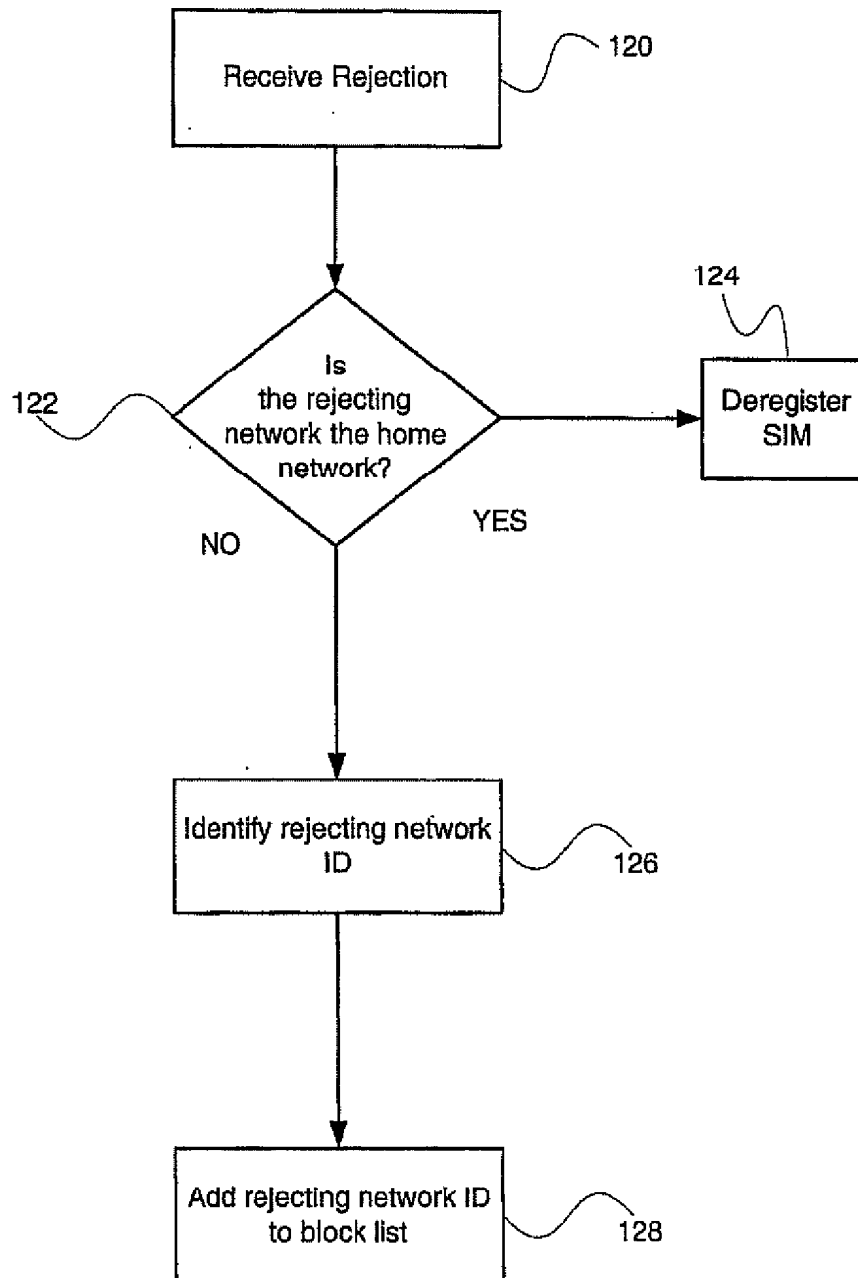 Receive Rejection
120
Is
the rejecting
network the home
network?
122
124
Deregister
SIM
YES
NO
Identify rejecting network
ID
126
Add rejecting network ID
to block list
128